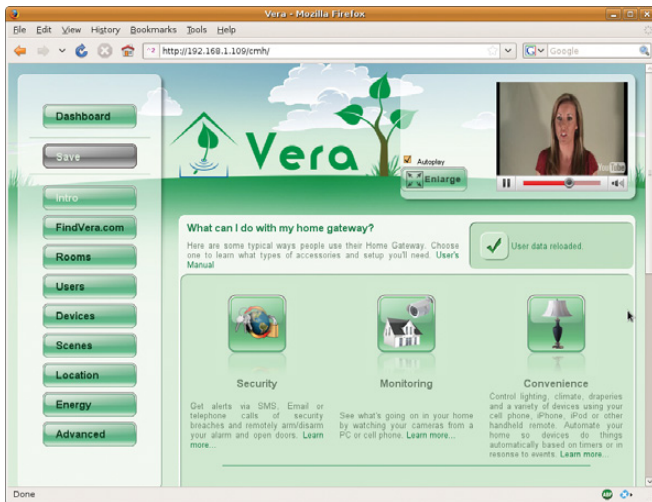 Vera - Mozilla Firefox
File Edit View History Bookmarks Tools Help
http://192.168.1.109/cmh/
Google
Dashboard
Save
Intro
FindVera.com
Rooms
Users
Devices
Scenes
Location
Energy
Advanced
Vera
Autoplay
Enlarge
YouTube
What can I do with my home gateway?
Here are some typical ways people use their Home Gateway. Choose
one to learn what types of accessories and setup you'll need. User's
Manual
User data reloaded.
Security
Get alerts via SMS, Email or
telephone calls of security
breaches and remotely arm/disarm
your alarm and open doors. Learn
more...
Monitoring
See what's going on in your home
by watching your cameras from a
PC or cell phone. Learn more...
Convenience
Control lighting, climate, draperies
and a variety of devices using your
cell phone, iPhone, iPod or other
handheld remote. Automate your
home so devices do things
automatically based on timers or in
resonse to events. Learn more...
Done
ABP